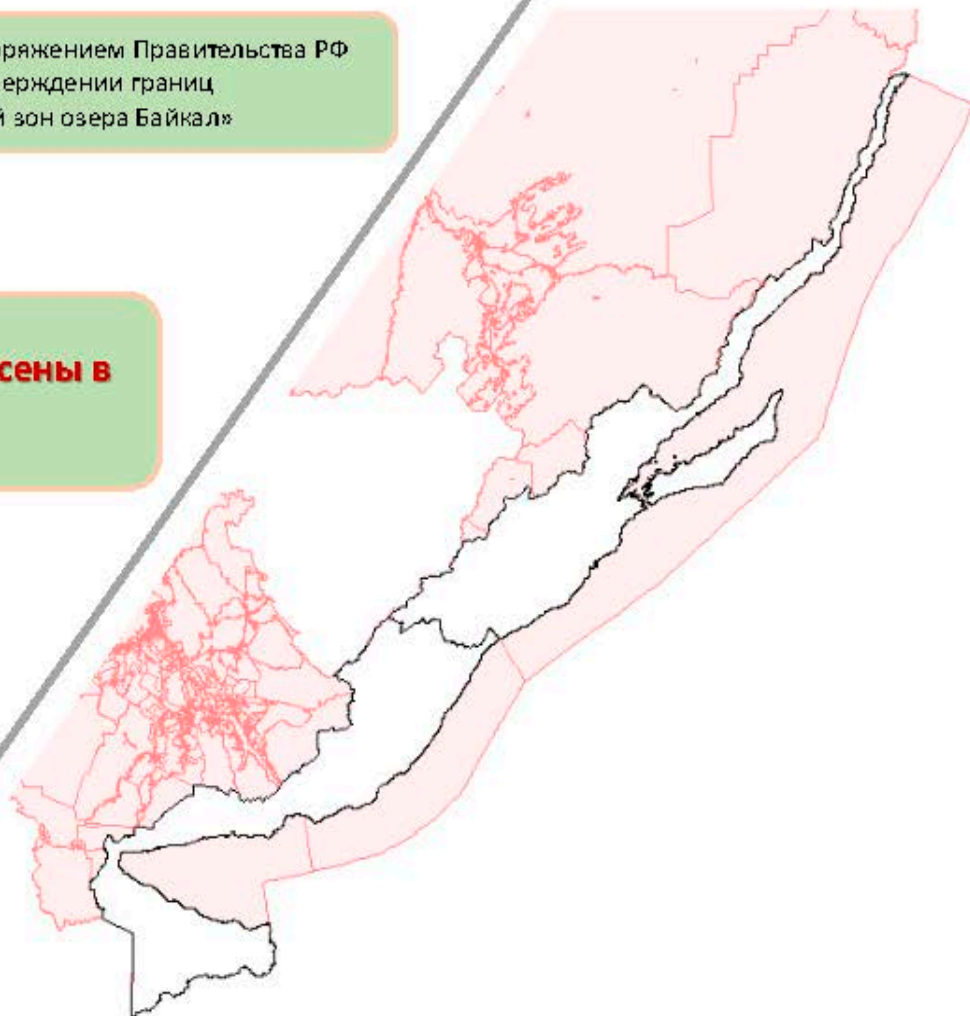 ряжением Правительства РФ
ерждении границ
й зон озера Байкал»
сены в